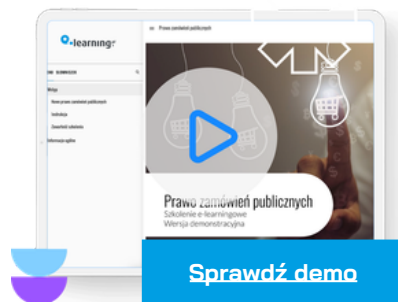 Prawo zamówień publicznych
e-learning
Wstęp
Nowe prawo zamówień publicznych
Instrukcja
Zawartość szkolenia
Informacje ogólne
Prawo zamówień publicznych
Szkolenie e-learningowe
Wersja demonstracyjna
Sprawdź demo